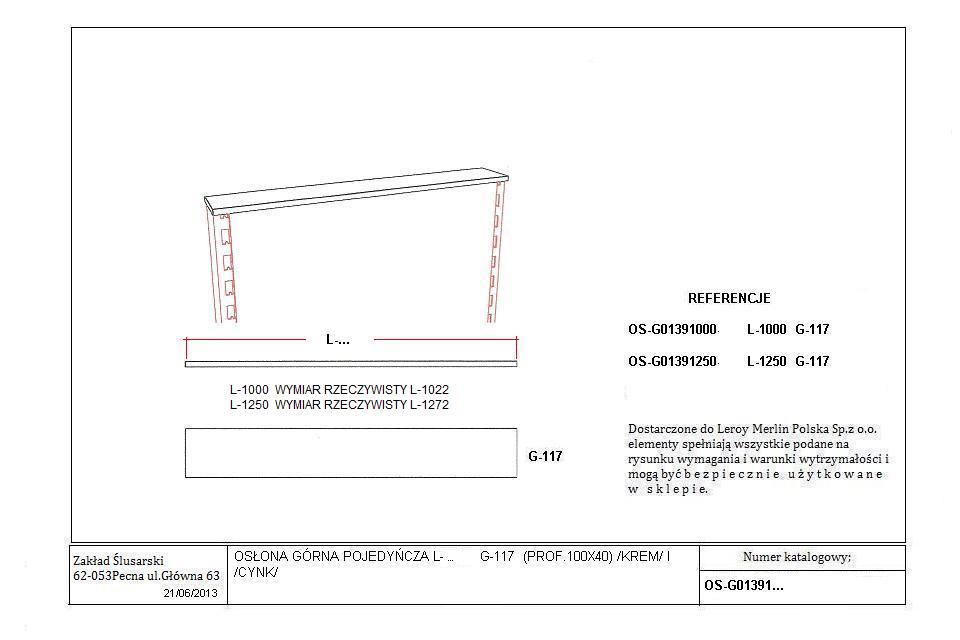 REFERENCJE
OS-G01391000 L-1000 G-117
OS-G01391250 L-1250 G-117
L-...
L-1000 WYMIAR RZECZYWISTY L-1022
L-1250 WYMIAR RZECZYWISTY L-1272
G-117
Dostarczone do Leroy Merlin Polska Sp.z o.o.
elementy spełniają wszystkie podane na
rysunku wymagania i warunki wytrzymałości i
mogą być b e z p i e c z n i e u ż y t k o w a n e
w s k l e p i e.
Zakład Ślusarski
62-053Pecna ul.Główna 63
21/06/2013
OSŁONA GÓRNA POJEDYŃCZA L- ... G-117 (PROF.100X40) /KREM/ I
/CYNK/
Numer katalogowy;
OS-G01391...